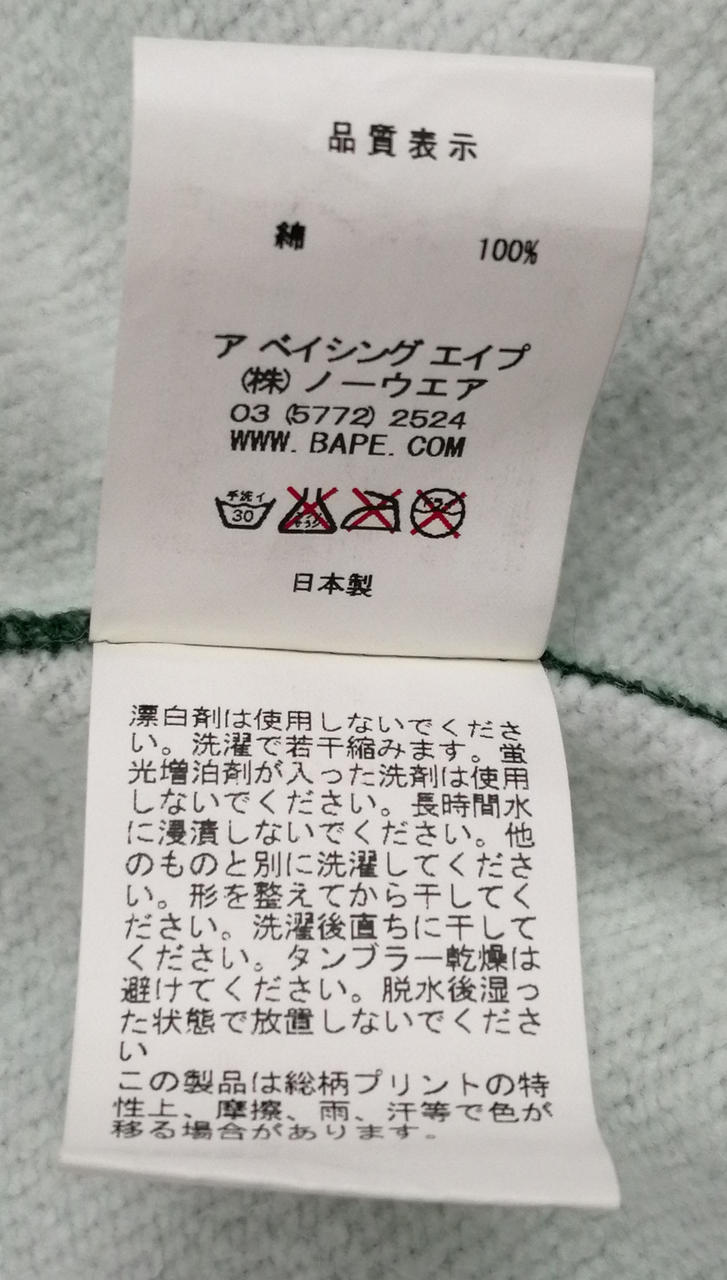 品質表示
綿 100%
ア ベイシング エイプ
(株) ノーウエア
03 (5772) 2524
WWW. BAPE. COM
手洗イ
30
日本製
漂白剤は使用しないでくださ
い。洗濯で若干縮みます。蛍
光増泊剤が入った洗剤は使用
しないでください。長時間水
に浸漬しないでください。他
のものと別に洗濯してくださ
い。形を整えてから干してく
ださい。洗濯後直ちに干して
ください。タンブラー乾燥は
避けてください。脱水後湿っ
た状態で放置しないでくださ
い
この製品は総柄プリントの特
性上、摩擦、雨、汗等で色が
移る場合があります。